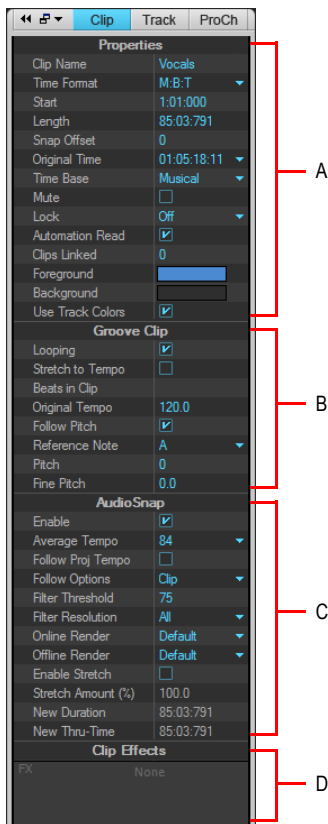 Clip Track ProCh
Properties
Clip Name Vocals
Time Format M:B:T
Start 1:01:000
Length 85:03:791
Snap Offset 0
Original Time 01:05:18:11
Time Base Musical
Mute
Lock Off
Automation Read
Clips Linked 0
Foreground
Background
Use Track Colors
A
Groove Clip
Looping
Stretch to Tempo
Beats in Clip
Original Tempo 120.0
Follow Pitch
Reference Note A
Pitch 0
Fine Pitch 0.0
B
AudioSnap
Enable
Average Tempo 84
Follow Proj Tempo
Follow Options Clip
Filter Threshold 75
Filter Resolution All
Online Render Default
Offline Render Default
Enable Stretch
Stretch Amount (%) 100.0
New Duration 85:03:791
New Thru-Time 85:03:791
C
Clip Effects
FX None
D